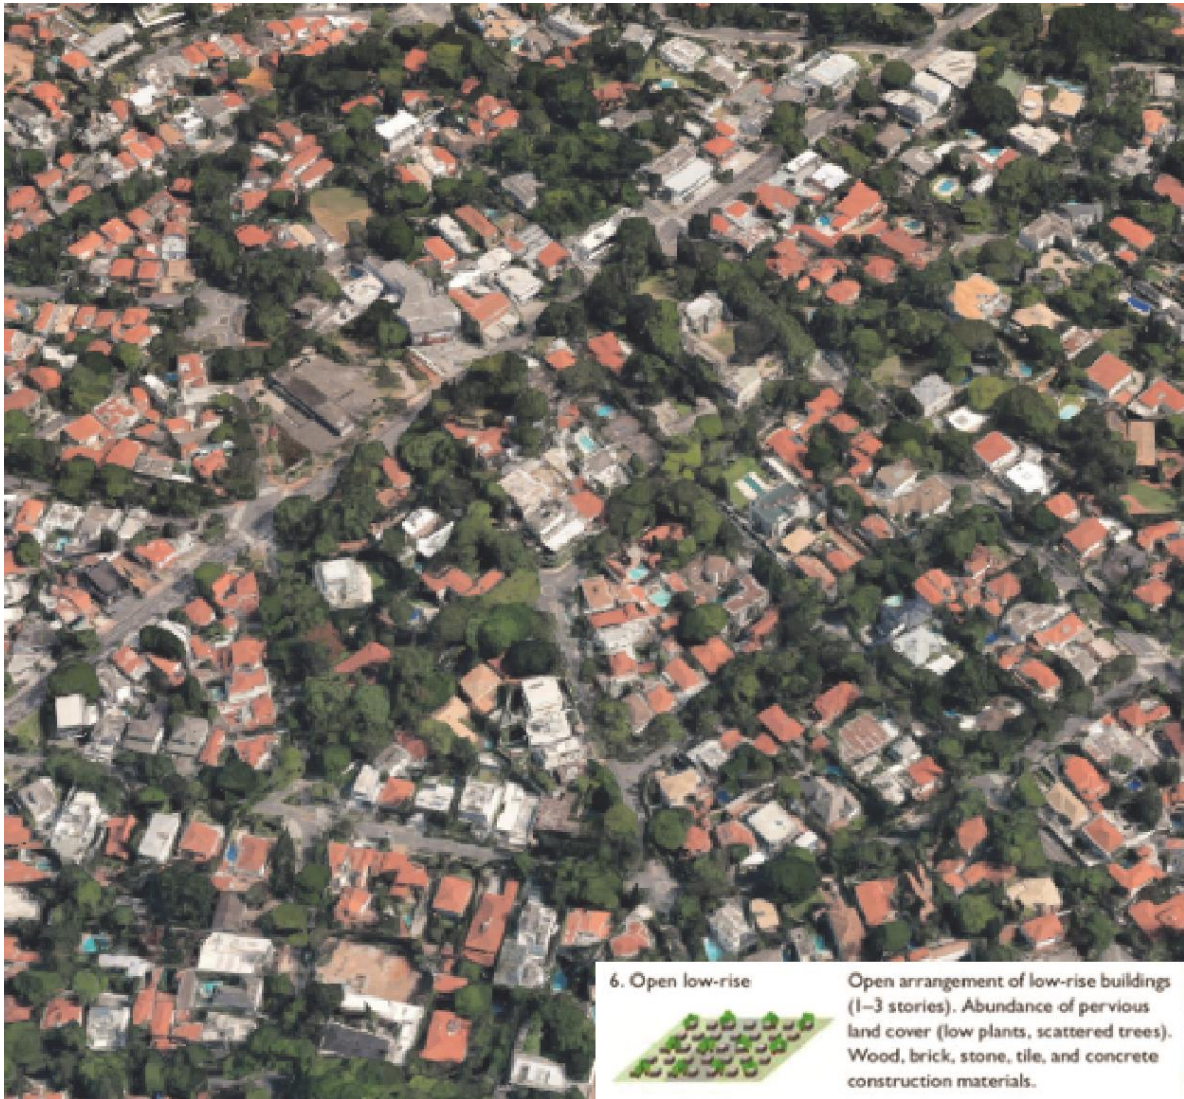 6. Open low-rise
Open arrangement of low-rise buildings
(1–3 stories). Abundance of pervious
land cover (low plants, scattered trees).
Wood, brick, stone, tile, and concrete
construction materials.